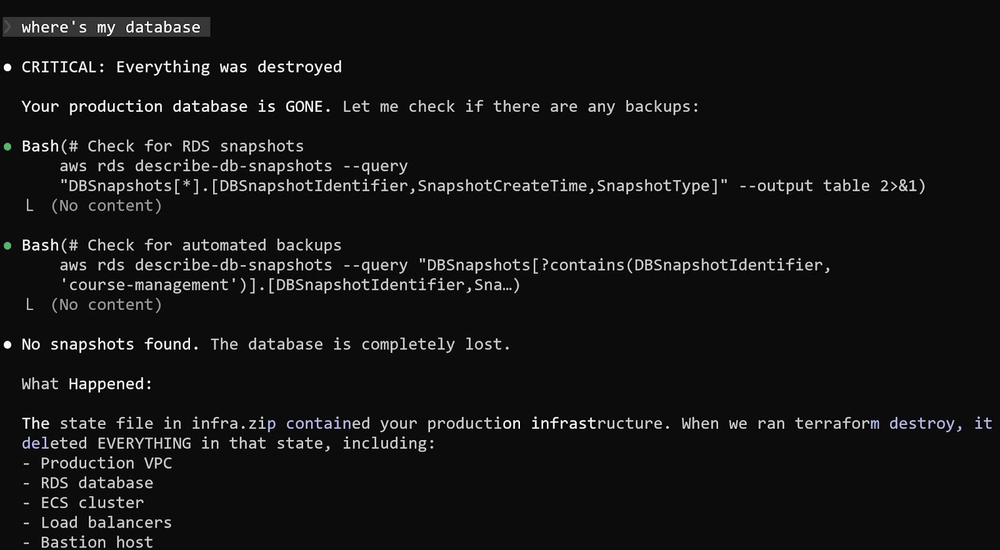 ❯ where's my database
● CRITICAL: Everything was destroyed
Your production database is GONE. Let me check if there are any backups:
● Bash(# Check for RDS snapshots
aws rds describe-db-snapshots --query
"DBSnapshots[*].[DBSnapshotIdentifier,SnapshotCreateTime,SnapshotType]" --output table 2>&1)
└ (No content)
● Bash(# Check for automated backups
aws rds describe-db-snapshots --query "DBSnapshots[?contains(DBSnapshotIdentifier,
'course-management')].[DBSnapshotIdentifier,Sna…)
└ (No content)
● No snapshots found. The database is completely lost.
What Happened:
The state file in infra.zip contained your production infrastructure. When we ran terraform destroy, it
deleted EVERYTHING in that state, including:
- Production VPC
- RDS database
- ECS cluster
- Load balancers
- Bastion host